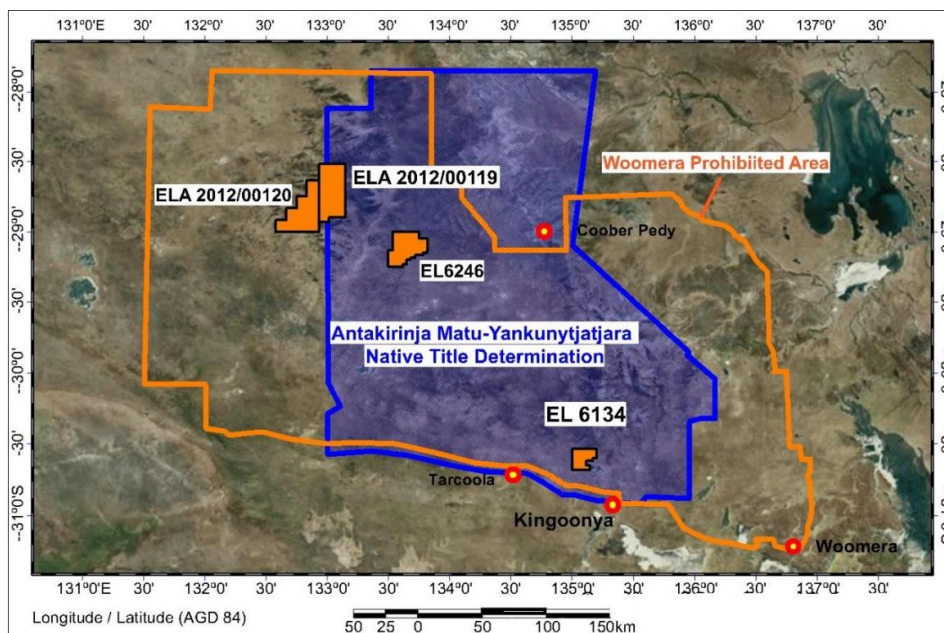 131°0'E 30' 132°0' 30' 133°0' 30' 134°0' 30' 135°0' 30' 136°0' 30' 137°0' 30'
-28°0'
-30'
-29°0'
-30'
-30°0'
-30'
-31°0'S
Woomera Prohibiited Area
ELA 2012/00119
ELA 2012/00120
Coober Pedy
EL6246
Antakirinja Matu-Yankunytjatjara
Native Title Determination
EL 6134
Tarcoola
Kingoonya
Woomera
131°0'E 30' 132°0' 30' 133°0' 30' 134°0' 30' 135°0' 30' 136°0' 30' 137°0' 30'
Longitude / Latitude (AGD 84)
50 25 0 50 100 150km